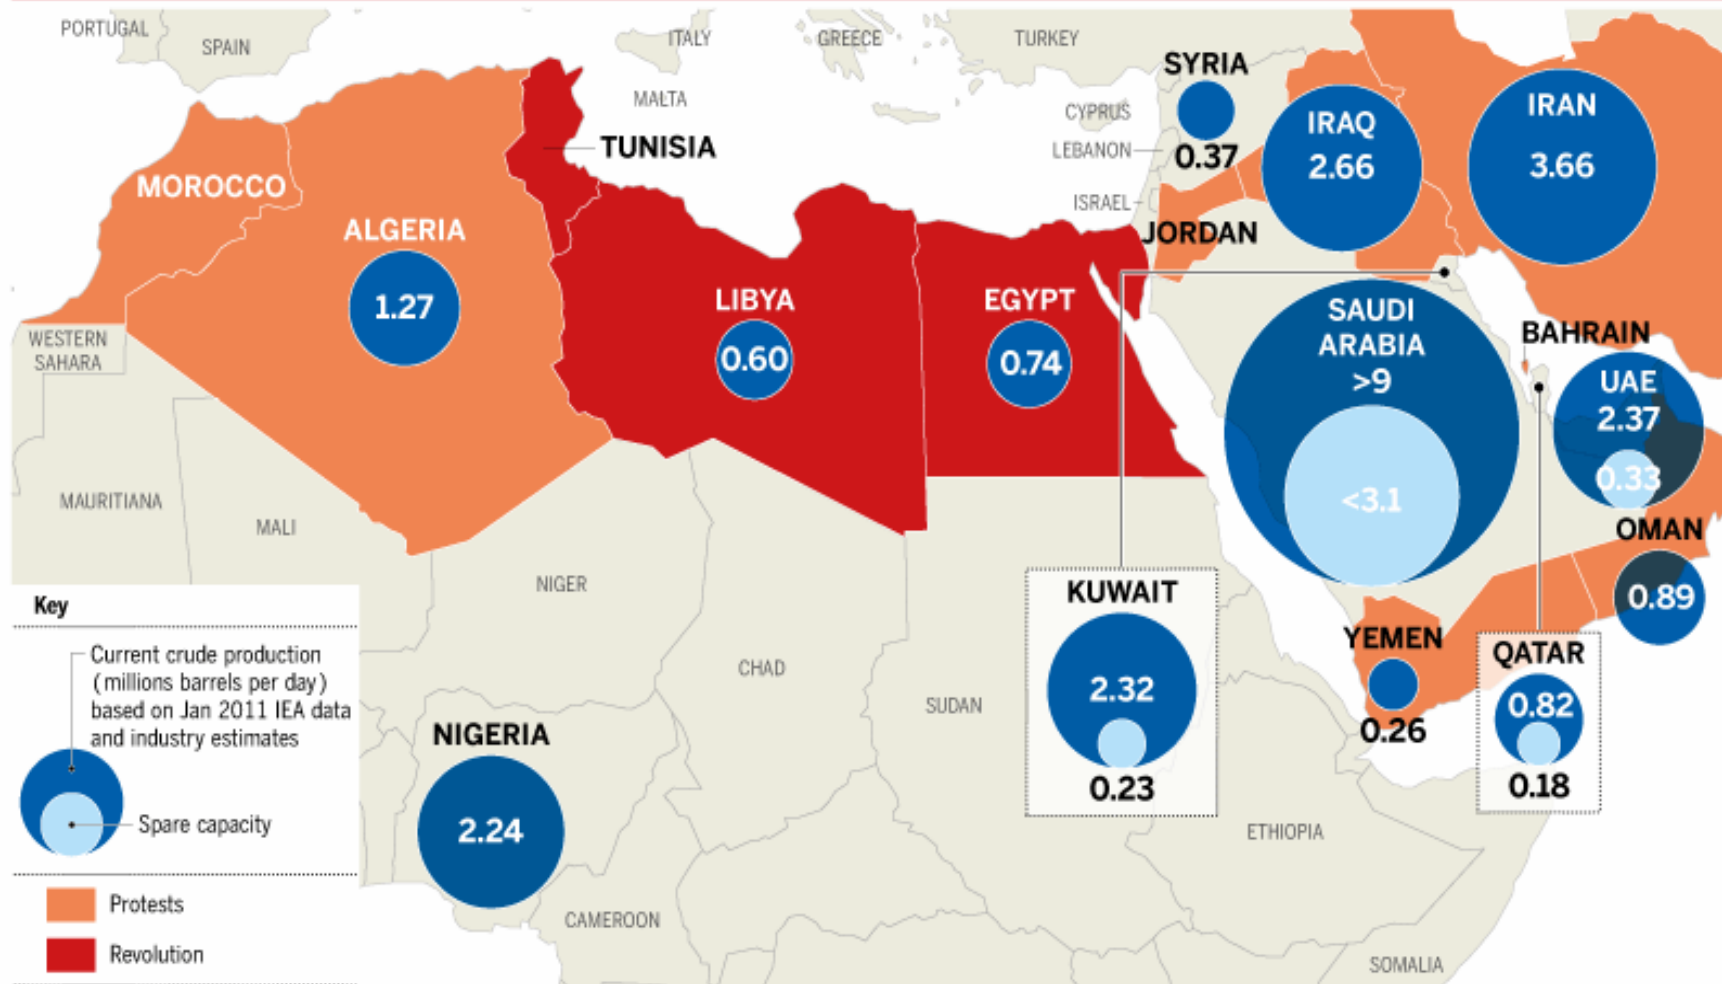 PORTUGAL
SPAIN
ITALY
GREECE
TURKEY
MALTA
CYPRUS
LEBANON
ISRAEL
SYRIA
0.37
IRAQ
2.66
IRAN
3.66
TUNISIA
MOROCCO
ALGERIA
1.27
LIBYA
0.60
EGYPT
0.74
JORDAN
SAUDI
ARABIA
>9
<3.1
BAHRAIN
UAE
2.37
0.33
OMAN
0.89
WESTERN
SAHARA
MAURITIANA
MALI
NIGER
CHAD
SUDAN
KUWAIT
2.32
0.23
YEMEN
0.26
QATAR
0.82
0.18
NIGERIA
2.24
CAMEROON
ETHIOPIA
SOMALIA
Key
Current crude production
(millions barrels per day)
based on Jan 2011 IEA data
and industry estimates
Spare capacity
Protests
Revolution